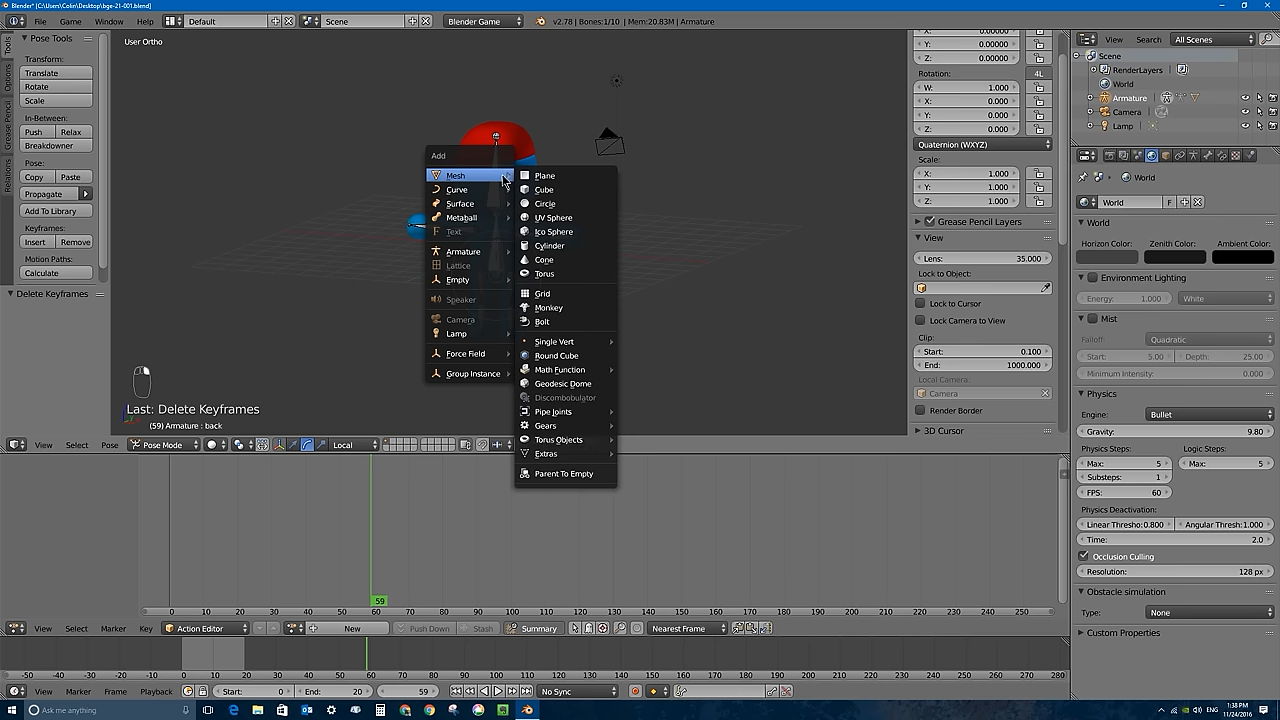 Blender* [C:\Users\Colin\Desktop\bge-21-001.blend]
File Game Window Help Default Scene Blender Game v2.78 | Bones:1/10 | Mem:20.83M | Armature
Tools
Options
Grease Pencil
Relations
Pose Tools
Transform:
Translate
Rotate
Scale
In-Between:
Push Relax
Breakdowner
Pose:
Copy Paste
Propagate
Add To Library
Keyframes:
Insert Remove
Motion Paths:
Calculate
Delete Keyframes
User Ortho
Add
Mesh
Curve
Surface
Metaball
Text
Armature
Lattice
Empty
Speaker
Camera
Lamp
Force Field
Group Instance
Plane
Cube
Circle
UV Sphere
Ico Sphere
Cylinder
Cone
Torus
Grid
Monkey
Bolt
Single Vert
Round Cube
Math Function
Geodesic Dome
Discombobulator
Pipe Joints
Gears
Torus Objects
Extras
Parent To Empty
Last: Delete Keyframes
(59) Armature : back
View Select Pose Pose Mode Local
X: 0.00000
Y: 0.00000
Z: 0.00000
Rotation: 4L
W: 1.000
X: 0.000
Y: 0.000
Z: 0.000
Quaternion (WXYZ)
Scale:
X: 1.000
Y: 1.000
Z: 1.000
Grease Pencil Layers
View
Lens: 35.000
Lock to Object:
Lock to Cursor
Lock Camera to View
Clip:
Start: 0.100
End: 1000.000
Local Camera:
Camera
Render Border
3D Cursor
View Search All Scenes
Scene
RenderLayers
World
Armature
Camera
Lamp
World
World F
World
Horizon Color: Zenith Color: Ambient Color:
Environment Lighting
Energy: 1.000 White
Mist
Falloff: Quadratic
Start: 5.00 Depth: 25.00
Minimum Intensity: 0.000
Physics
Engine: Bullet
Gravity: 9.80
Physics Steps: Logic Steps:
Max: 5 Max: 5
Substeps: 1
FPS: 60
Physics Deactivation:
Linear Thresho:0.800 Angular Thresh:1.000
Time: 2.0
Occlusion Culling
Resolution: 128 px
Obstacle simulation
Type: None
Custom Properties
59
0 10 20 30 40 50 60 70 80 90 100 110 120 130 140 150 160 170 180 190 200 210 220 230 240 250
View Select Marker Key Action Editor New Push Down Stash Summary Nearest Frame
-50 -40 -30 -20 -10 0 10 20 30 40 50 60 70 80 90 100 110 120 130 140 150 160 170 180 190 200 210 220 230 240 250 260 270 280
View Marker Frame Playback Start: 0 End: 20 59 No Sync
Ask me anything
ENG 1:38 PM
11/24/2016